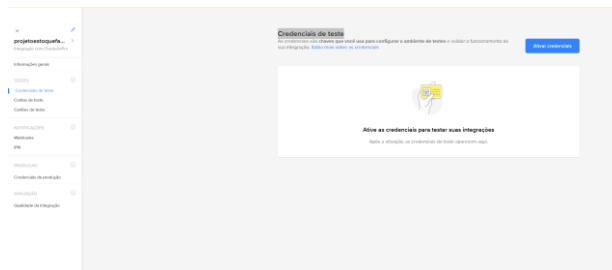 projetoestoquefa...
Integração com CheckoutPro
Informações gerais
TESTES
Credenciais de teste
Contas de teste
Cartões de teste
NOTIFICAÇÕES
Webhooks
IPN
PRODUÇÃO
Credenciais de produção
AVALIAÇÃO
Qualidade da integração
Credenciais de teste
As credenciais são chaves que você usa para configurar o ambiente de testes e validar o funcionamento da
sua integração. Saiba mais sobre as credenciais
Ativar credenciais
Ative as credenciais para testar suas integrações
Após a ativação, as credenciais de teste aparecerão aqui.